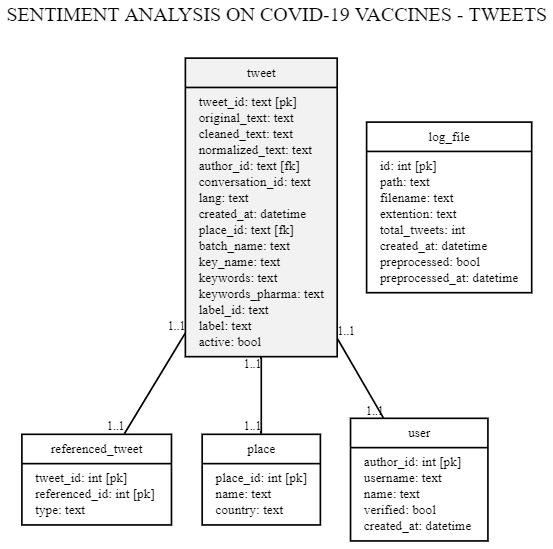 SENTIMENT ANALYSIS ON COVID-19 VACCINES - TWEETS
tweet
tweet_id: text [pk]
original_text: text
cleaned_text: text
normalized_text: text
author_id: text [fk]
conversation_id: text
lang: text
created_at: datetime
place_id: text [fk]
batch_name: text
key_name: text
keywords: text
keywords_pharma: text
label_id: text
label: text
active: bool
log_file
id: int [pk]
path: text
filename: text
extention: text
total_tweets: int
created_at: datetime
preprocessed: bool
preprocessed_at: datetime
1..1
1..1
1..1
1..1
1..1
1..1
referenced_tweet
tweet_id: int [pk]
referenced_id: int [pk]
type: text
place
place_id: int [pk]
name: text
country: text
user
author_id: int [pk]
username: text
name: text
verified: bool
created_at: datetime